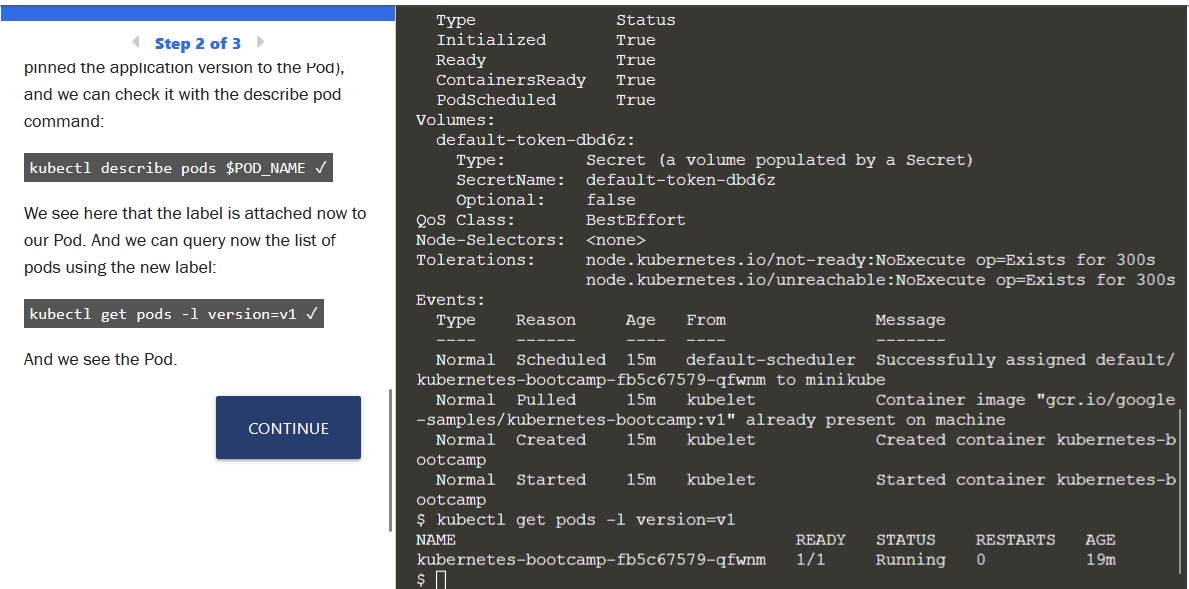 Step 2 of 3
pinned the application version to the Pod),
and we can check it with the describe pod
command:
kubectl describe pods $POD_NAME ✓
We see here that the label is attached now to
our Pod. And we can query now the list of
pods using the new label:
kubectl get pods -l version=v1 ✓
And we see the Pod.
CONTINUE
Type Status
Initialized True
Ready True
ContainersReady True
PodScheduled True
Volumes:
default-token-dbd6z:
Type: Secret (a volume populated by a Secret)
SecretName: default-token-dbd6z
Optional: false
QoS Class: BestEffort
Node-Selectors: <none>
Tolerations: node.kubernetes.io/not-ready:NoExecute op=Exists for 300s
node.kubernetes.io/unreachable:NoExecute op=Exists for 300s
Events:
Type Reason Age From Message
---- ------ ---- ---- -------
Normal Scheduled 15m default-scheduler Successfully assigned default/
kubernetes-bootcamp-fb5c67579-qfwnm to minikube
Normal Pulled 15m kubelet Container image "gcr.io/google
-samples/kubernetes-bootcamp:v1" already present on machine
Normal Created 15m kubelet Created container kubernetes-b
ootcamp
Normal Started 15m kubelet Started container kubernetes-b
ootcamp
$ kubectl get pods -l version=v1
NAME READY STATUS RESTARTS AGE
kubernetes-bootcamp-fb5c67579-qfwnm 1/1 Running 0 19m
$